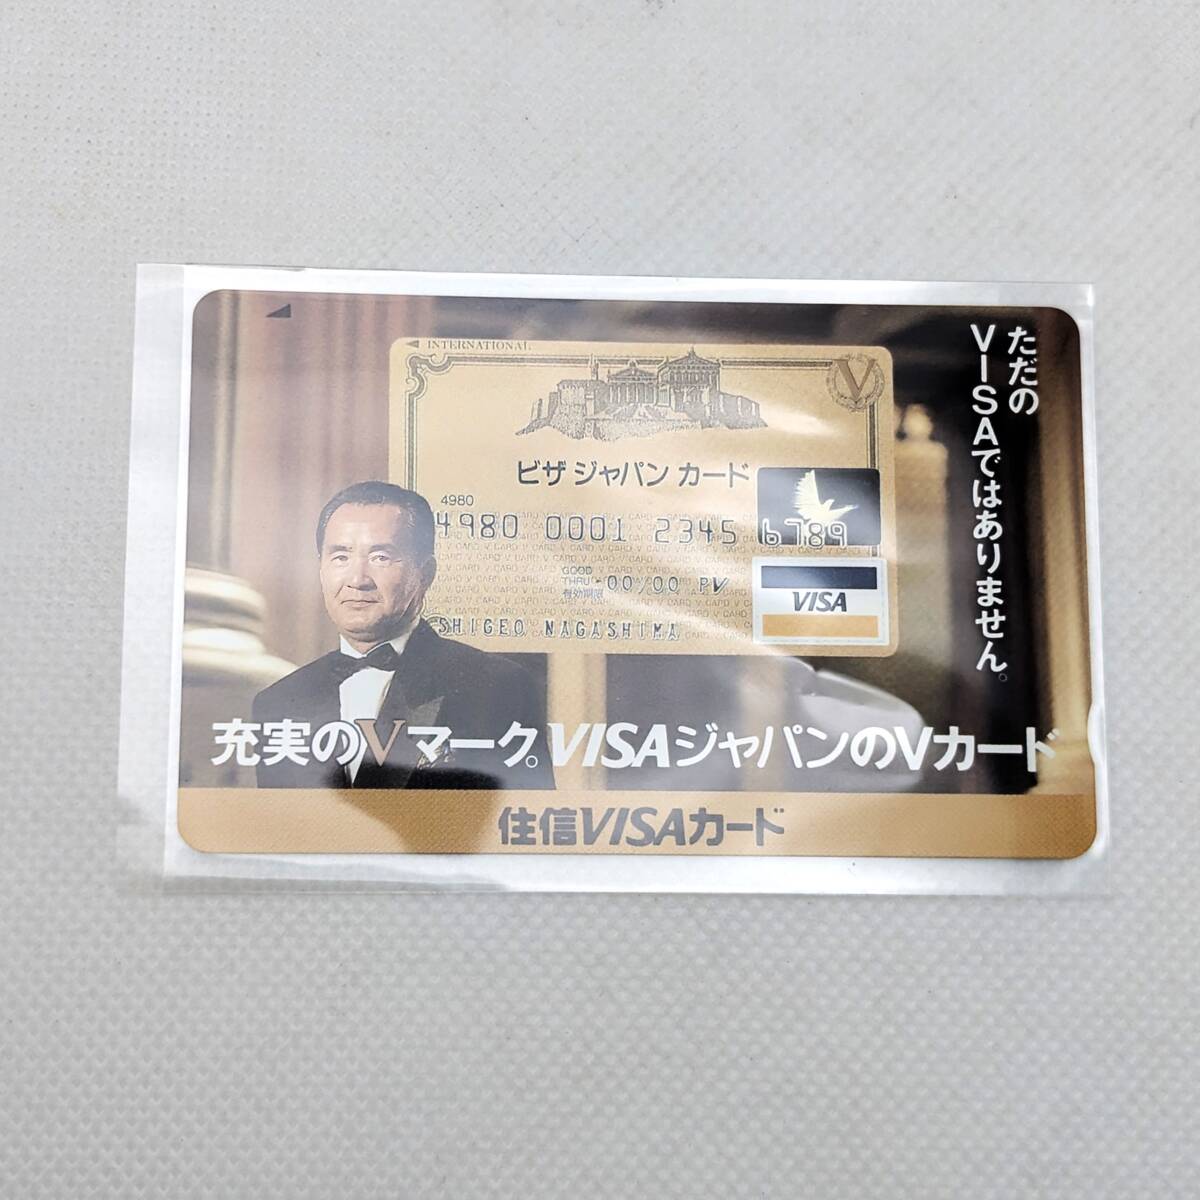 ただの
VISAではありません。
INTERNATIONAL
V
ビザ ジャパン カード
4980
4980 0001 2345 6789
GOOD
THRU
有効期限
00/00 PV
VISA
SHIGEO NAGASHIMA
充実のVマーク。VISAジャパンのVカード
住信VISAカード